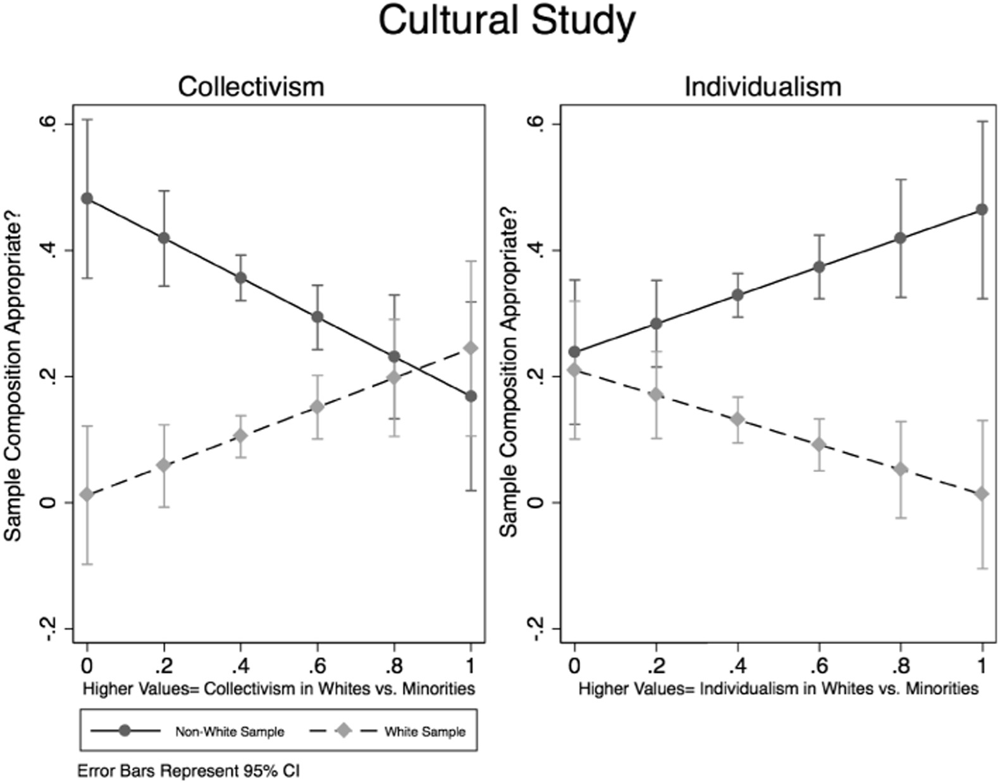 Cultural Study
Collectivism
Sample Composition Appropriate?
.6
.4
.2
0
-.2
0 .2 .4 .6 .8 1
Higher Values= Collectivism in Whites vs. Minorities
Individualism
Sample Composition Appropriate?
.6
.4
.2
0
-.2
0 .2 .4 .6 .8 1
Higher Values= Individualism in Whites vs. Minorities
Non-White Sample White Sample
Error Bars Represent 95% CI